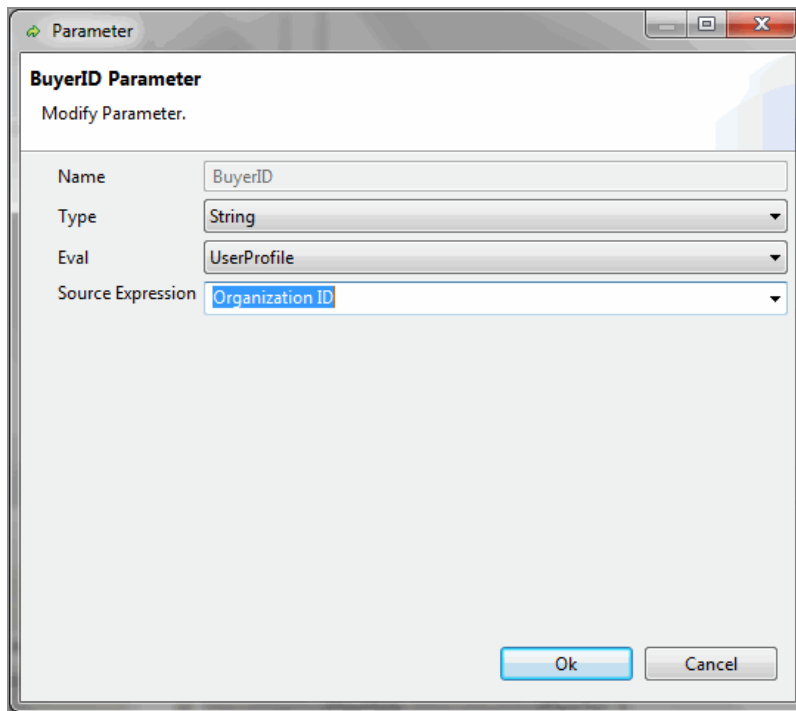 Parameter
BuyerID Parameter
Modify Parameter.
Name BuyerID
Type String
Eval UserProfile
Source Expression Organization ID
Ok Cancel